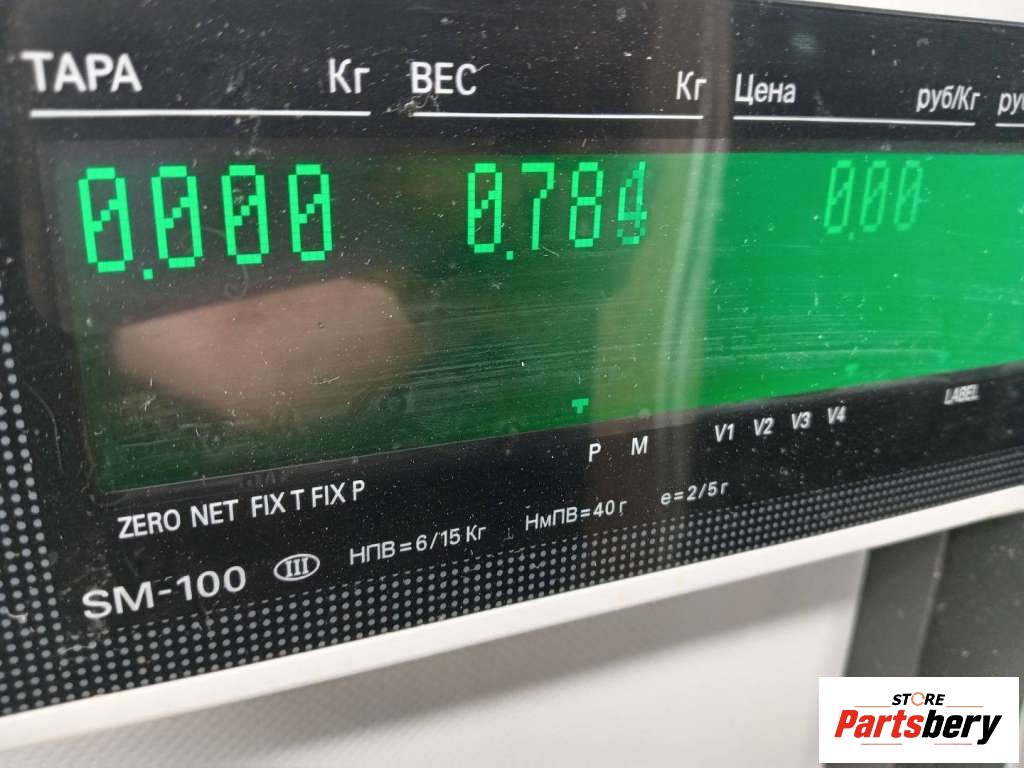 ТАРА Кг ВЕС Кг Цена руб/Кг руб
0.000 0.784 0.00
P M V1 V2 V3 V4 LABEL
ZERO NET FIX T FIX P
SM-100 III НПВ=6/15 Кг НмПВ=40 г e=2/5 г
STORE
Partsbery